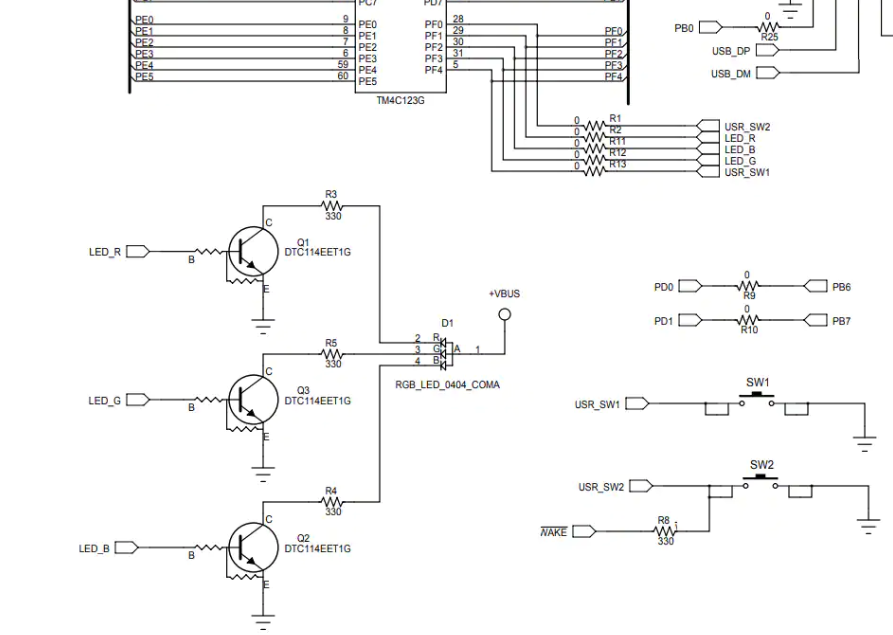 PC7 PD7
PE0 9 PE0 PF0 28 PF0
PE1 8 PE1 PF1 29 PF1
PE2 7 PE2 PF2 30 PF2
PE3 6 PE3 PF3 31 PF3
PE4 59 PE4 PF4 5 PF4
PE5 60 PE5
TM4C123G
PB0 0 R25
USB_DP
USB_DM
0 R1 USR_SW2
0 R2 LED_R
0 R11 LED_B
0 R12 LED_G
0 R13 USR_SW1
R3
330
LED_R B C E
Q1
DTC114EET1G
+VBUS
D1
2 R
3 G A 1
4 B
RGB_LED_0404_COMA
R5
330
LED_G B C E
Q3
DTC114EET1G
R4
330
LED_B B C E
Q2
DTC114EET1G
PD0 0 R9 PB6
PD1 0 R10 PB7
SW1
USR_SW1
SW2
USR_SW2
R8
330
WAKE